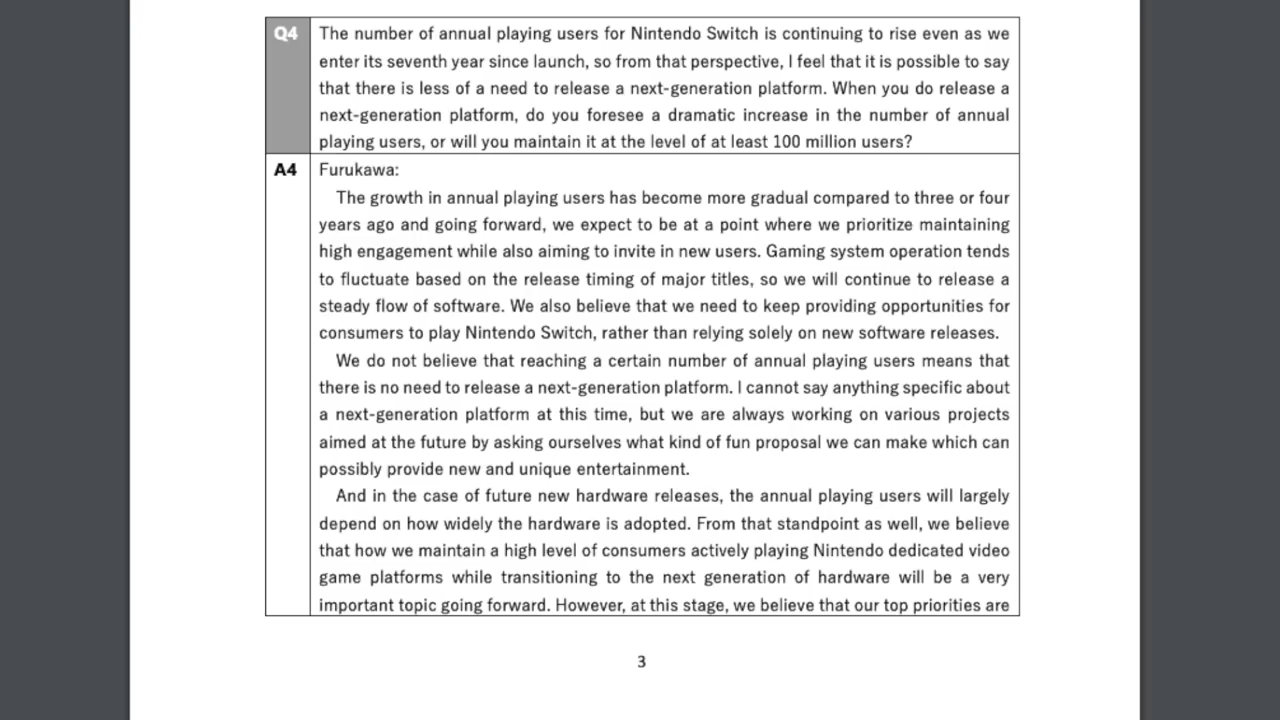 Q4
The number of annual playing users for Nintendo Switch is continuing to rise even as we
enter its seventh year since launch, so from that perspective, I feel that it is possible to say
that there is less of a need to release a next-generation platform. When you do release a
next-generation platform, do you foresee a dramatic increase in the number of annual
playing users, or will you maintain it at the level of at least 100 million users?
A4
Furukawa:
The growth in annual playing users has become more gradual compared to three or four
years ago and going forward, we expect to be at a point where we prioritize maintaining
high engagement while also aiming to invite in new users. Gaming system operation tends
to fluctuate based on the release timing of major titles, so we will continue to release a
steady flow of software. We also believe that we need to keep providing opportunities for
consumers to play Nintendo Switch, rather than relying solely on new software releases.
We do not believe that reaching a certain number of annual playing users means that
there is no need to release a next-generation platform. I cannot say anything specific about
a next-generation platform at this time, but we are always working on various projects
aimed at the future by asking ourselves what kind of fun proposal we can make which can
possibly provide new and unique entertainment.
And in the case of future new hardware releases, the annual playing users will largely
depend on how widely the hardware is adopted. From that standpoint as well, we believe
that how we maintain a high level of consumers actively playing Nintendo dedicated video
game platforms while transitioning to the next generation of hardware will be a very
important topic going forward. However, at this stage, we believe that our top priorities are
3